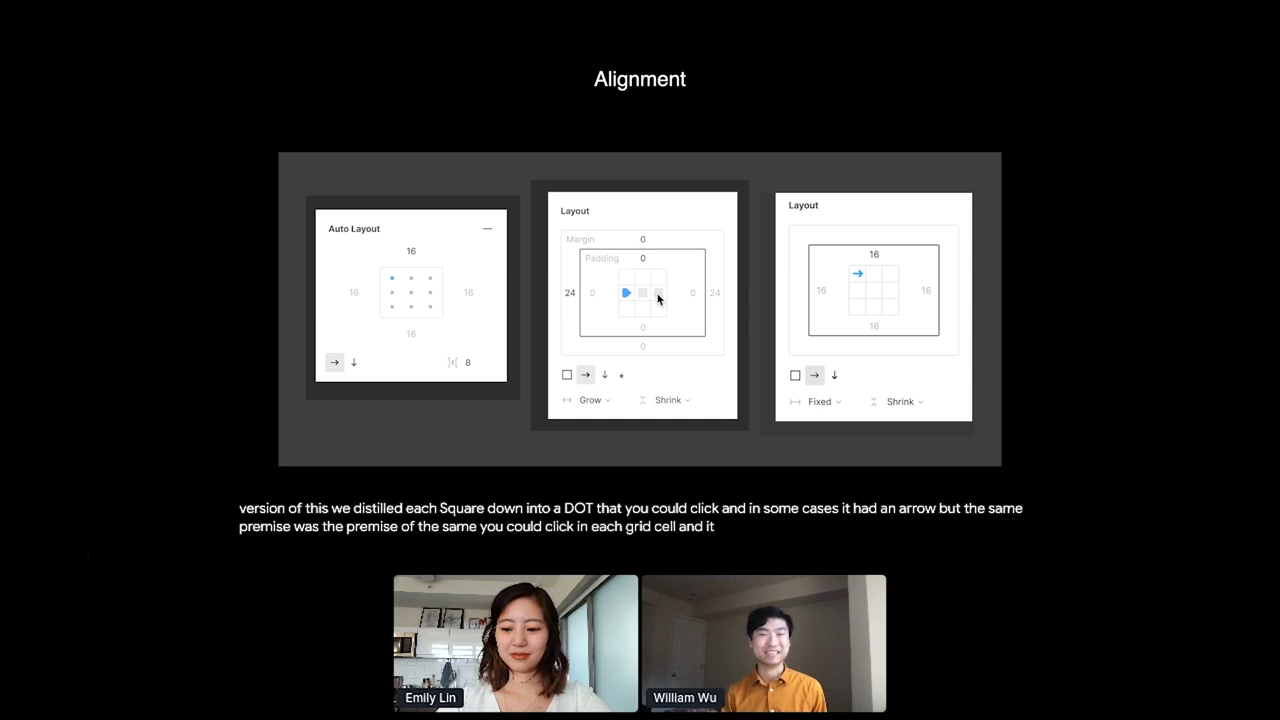 Alignment
Auto Layout
16
16
16
16
8
Layout
Margin
0
Padding
0
24
0
0
24
0
0
Grow
Shrink
Layout
16
16
16
16
Fixed
Shrink
version of this we distilled each Square down into a DOT that you could click and in some cases it had an arrow but the same
premise was the premise of the same you could click in each grid cell and it
Emily Lin
William Wu